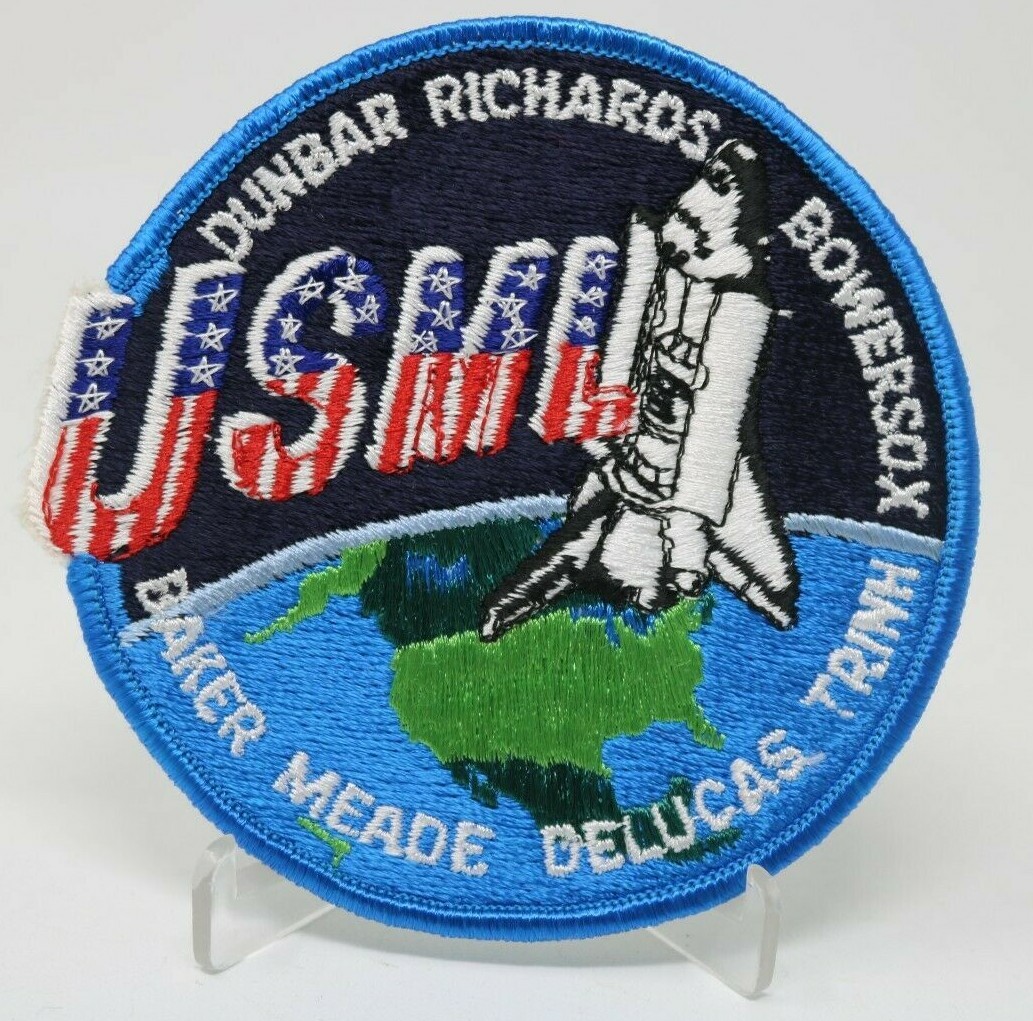 DUNBAR RICHARDS BOWERSOX
USML
BAKER MEADE DELUCAS TRINH